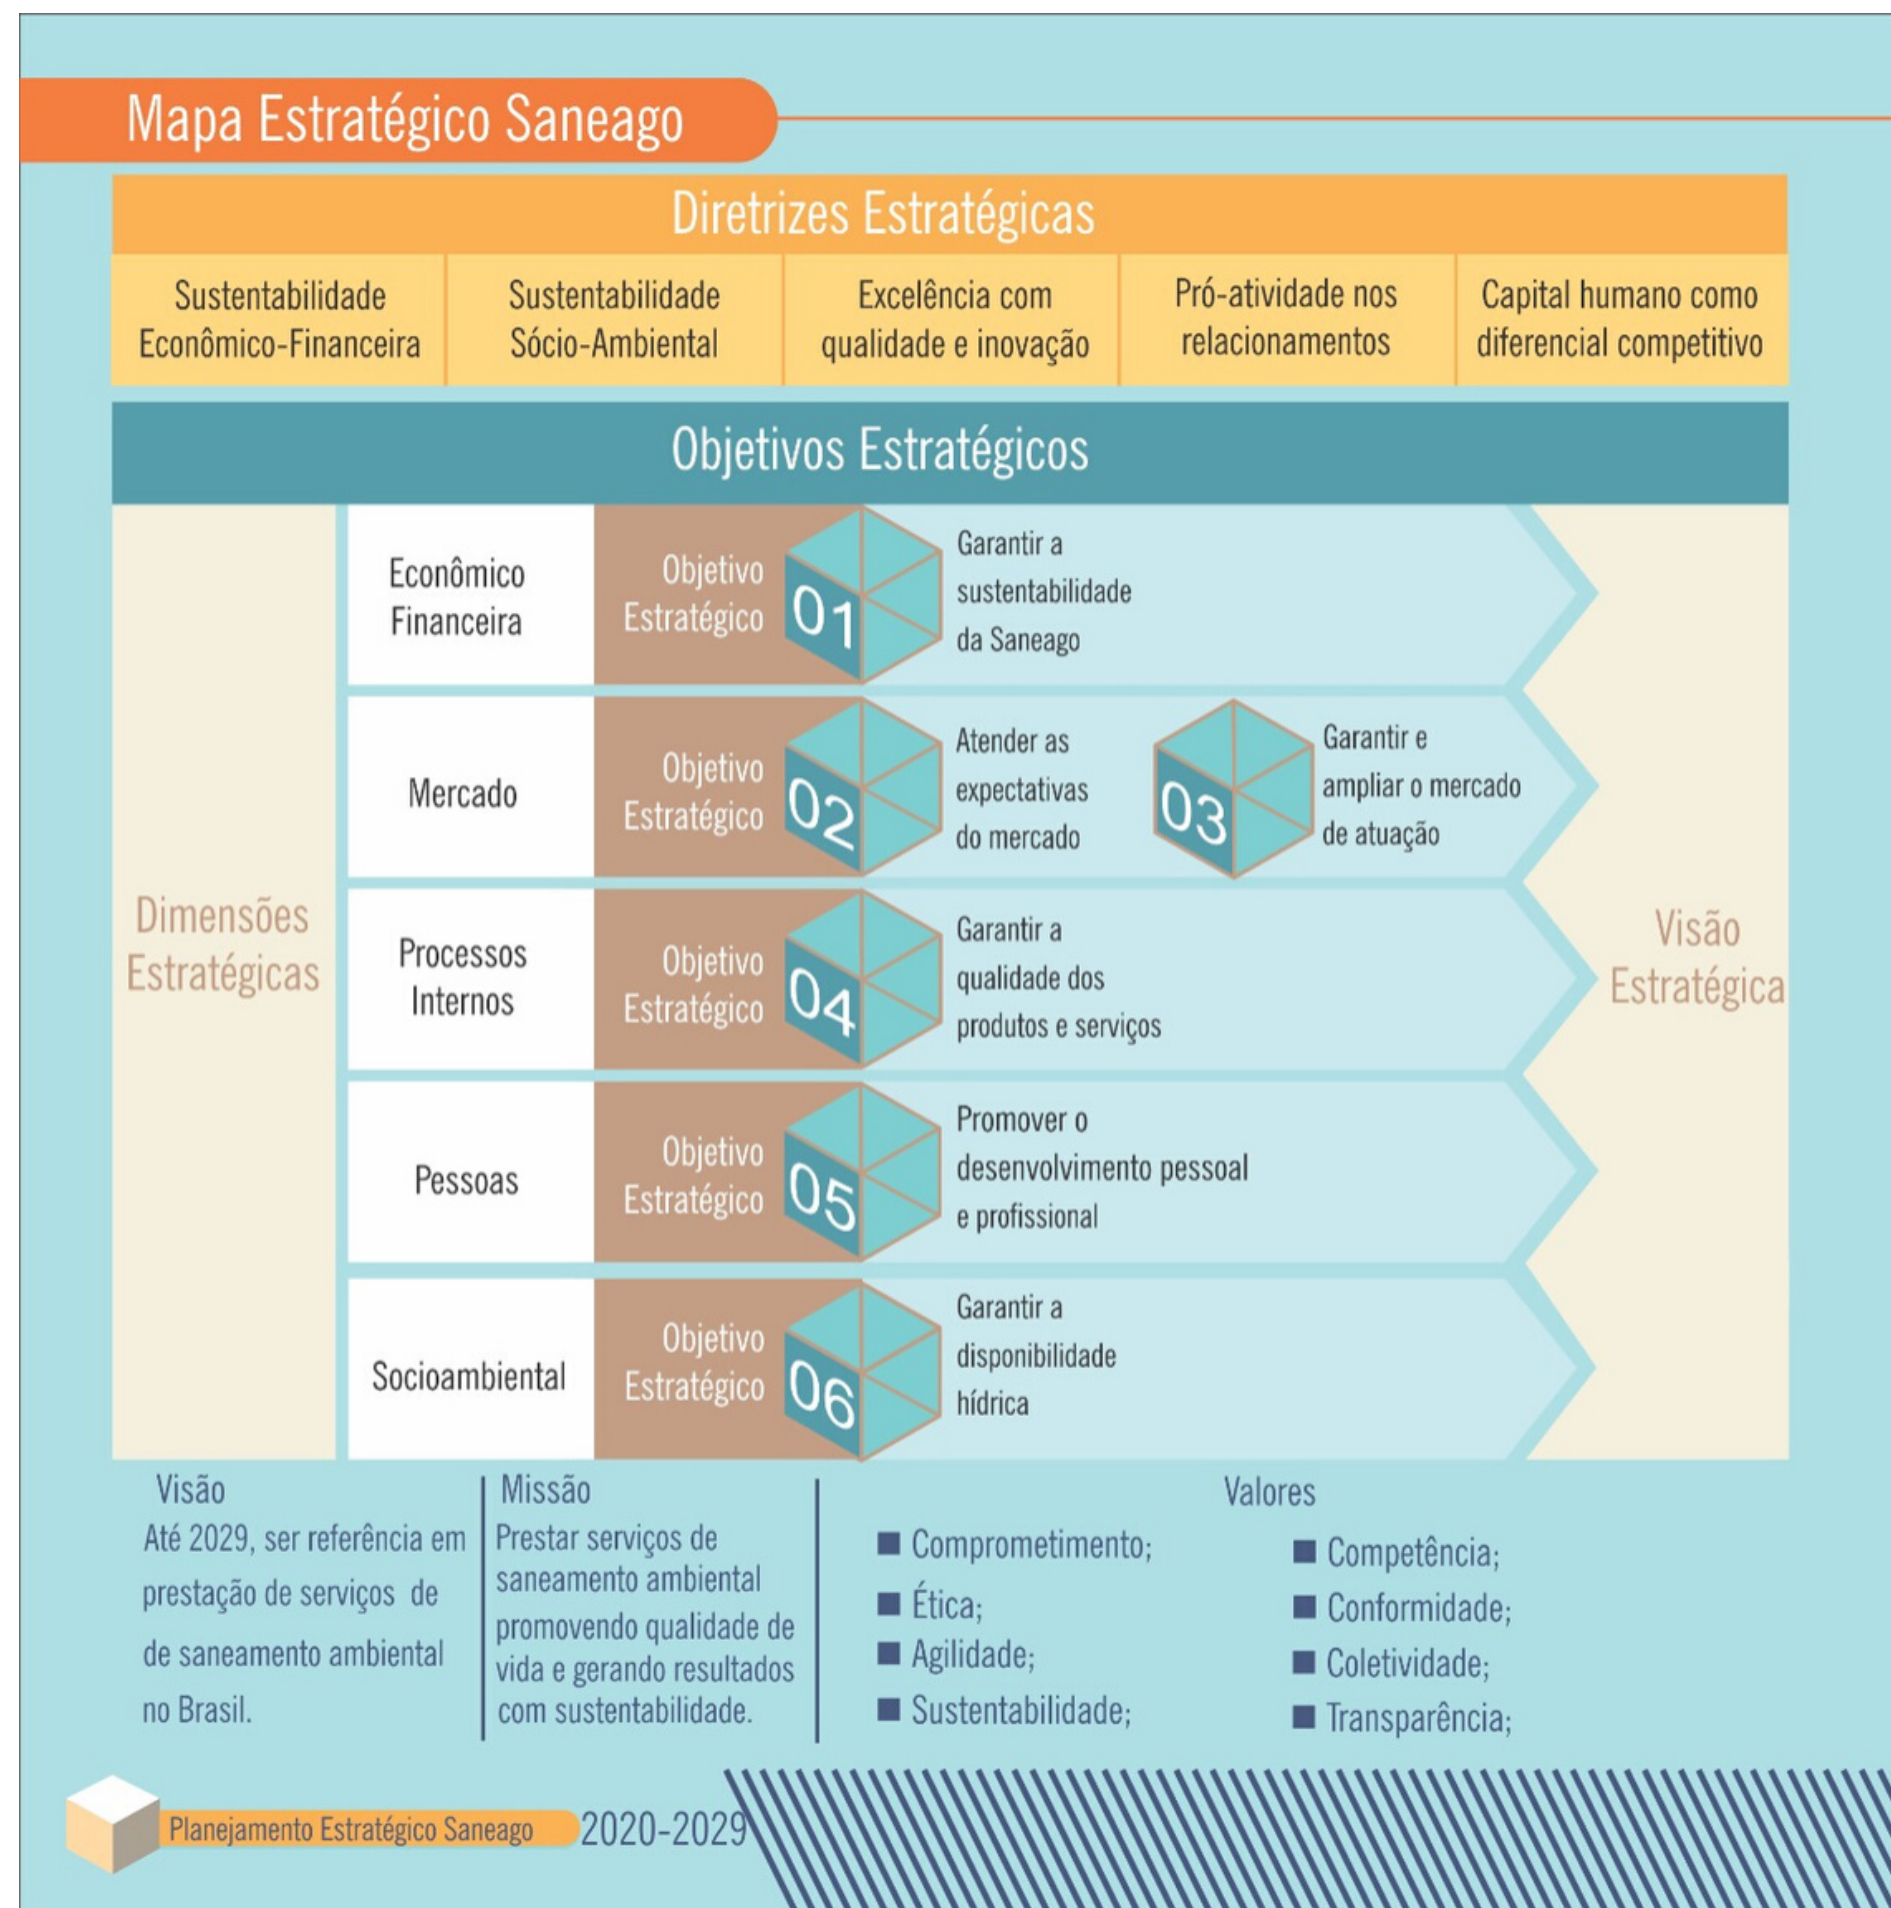 Mapa Estratégico Saneago
Diretrizes Estratégicas
Sustentabilidade
Econômico-Financeira
Sustentabilidade
Sócio-Ambiental
Excelência com
qualidade e inovação
Pró-atividade nos
relacionamentos
Capital humano como
diferencial competitivo
Objetivos Estratégicos
Dimensões
Estratégicas
Econômico
Financeira
Objetivo
Estratégico
01
Garantir a
sustentabilidade
da Saneago
Mercado
Objetivo
Estratégico
02
Atender as
expectativas
do mercado
03
Garantir e
ampliar o mercado
de atuação
Processos
Internos
Objetivo
Estratégico
04
Garantir a
qualidade dos
produtos e serviços
Pessoas
Objetivo
Estratégico
05
Promover o
desenvolvimento pessoal
e profissional
Socioambiental
Objetivo
Estratégico
06
Garantir a
disponibilidade
hídrica
Visão
Estratégica
Visão
Até 2029, ser referência em
prestação de serviços de
de saneamento ambiental
no Brasil.
Missão
Prestar serviços de
saneamento ambiental
promovendo qualidade de
vida e gerando resultados
com sustentabilidade.
Valores
Comprometimento;
Ética;
Agilidade;
Sustentabilidade;
Competência;
Conformidade;
Coletividade;
Transparência;
Planejamento Estratégico Saneago 2020-2029